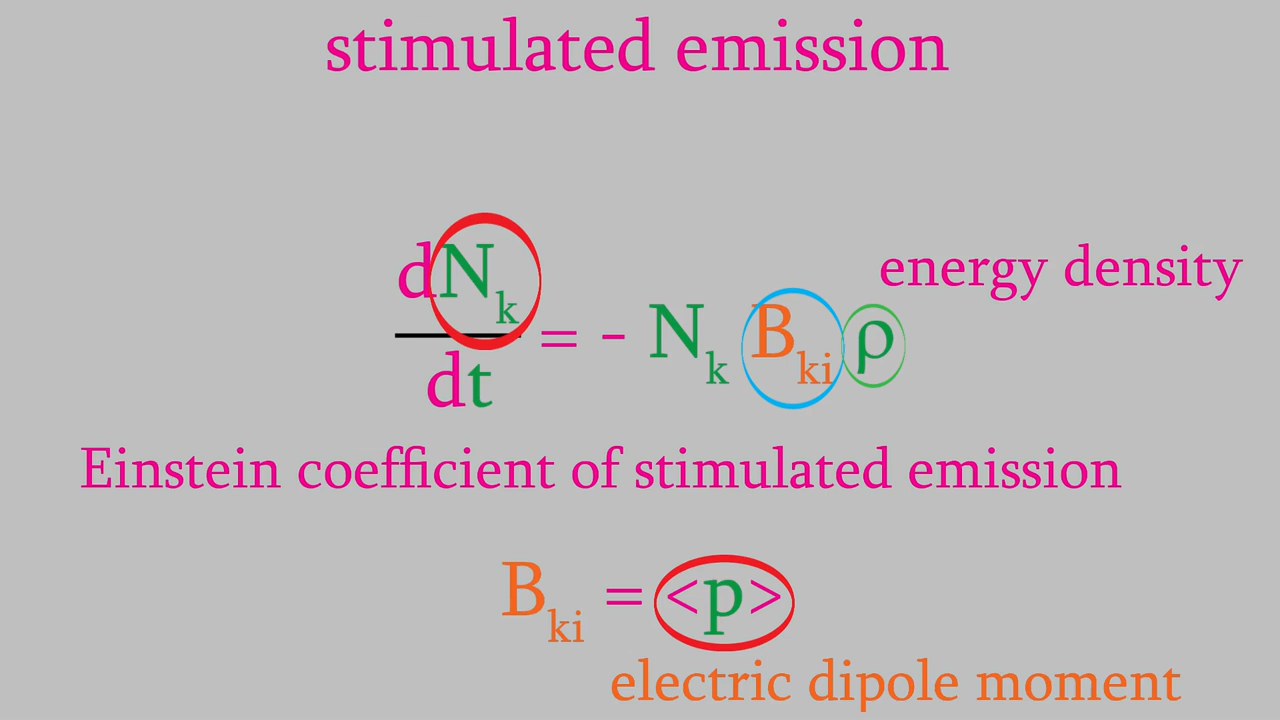 stimulated emission
energy density
dN_k/dt = - N_k B_ki ρ
Einstein coefficient of stimulated emission
B_ki = <p>
electric dipole moment